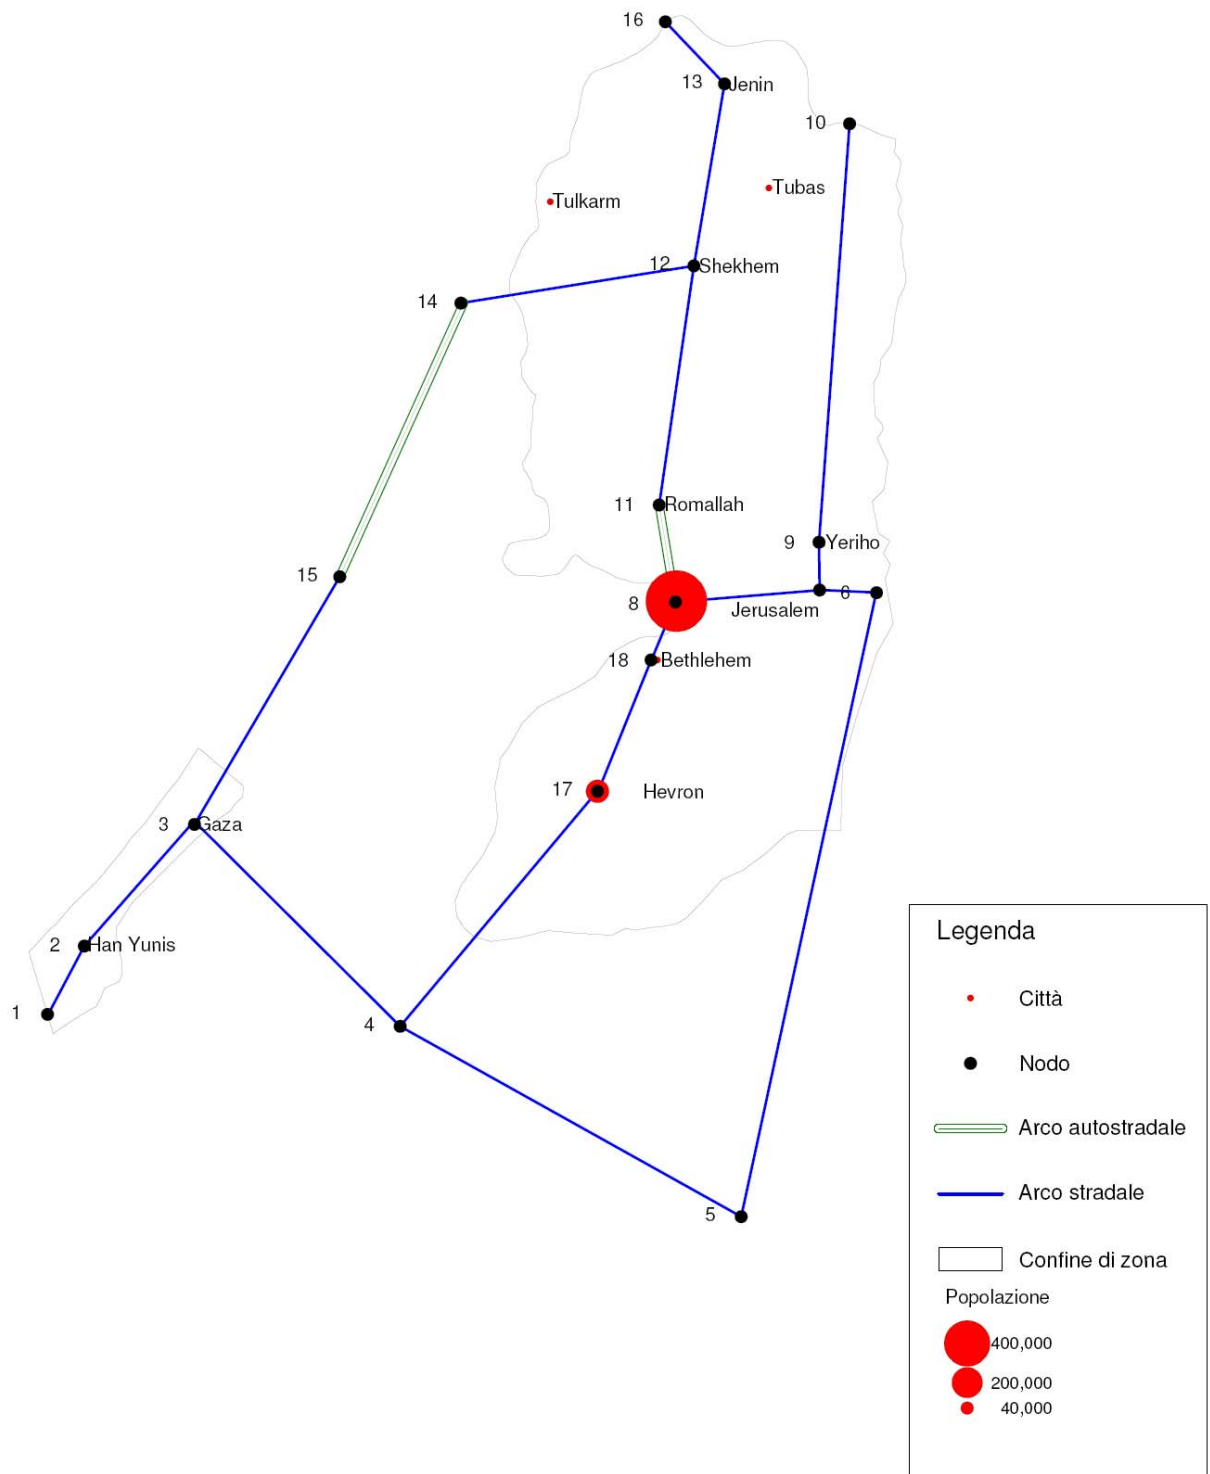 16
13 Jenin
10
Tubas
Tulkarm
12 Shekhem
14
11 Romallah
9 Yeriho
15
6
8
Jerusalem
18 Bethlehem
17 Hevron
3 Gaza
2 Han Yunis
1
4
5
Legenda
Città
Nodo
Arco autostradale
Arco stradale
Confine di zona
Popolazione
400,000
200,000
40,000